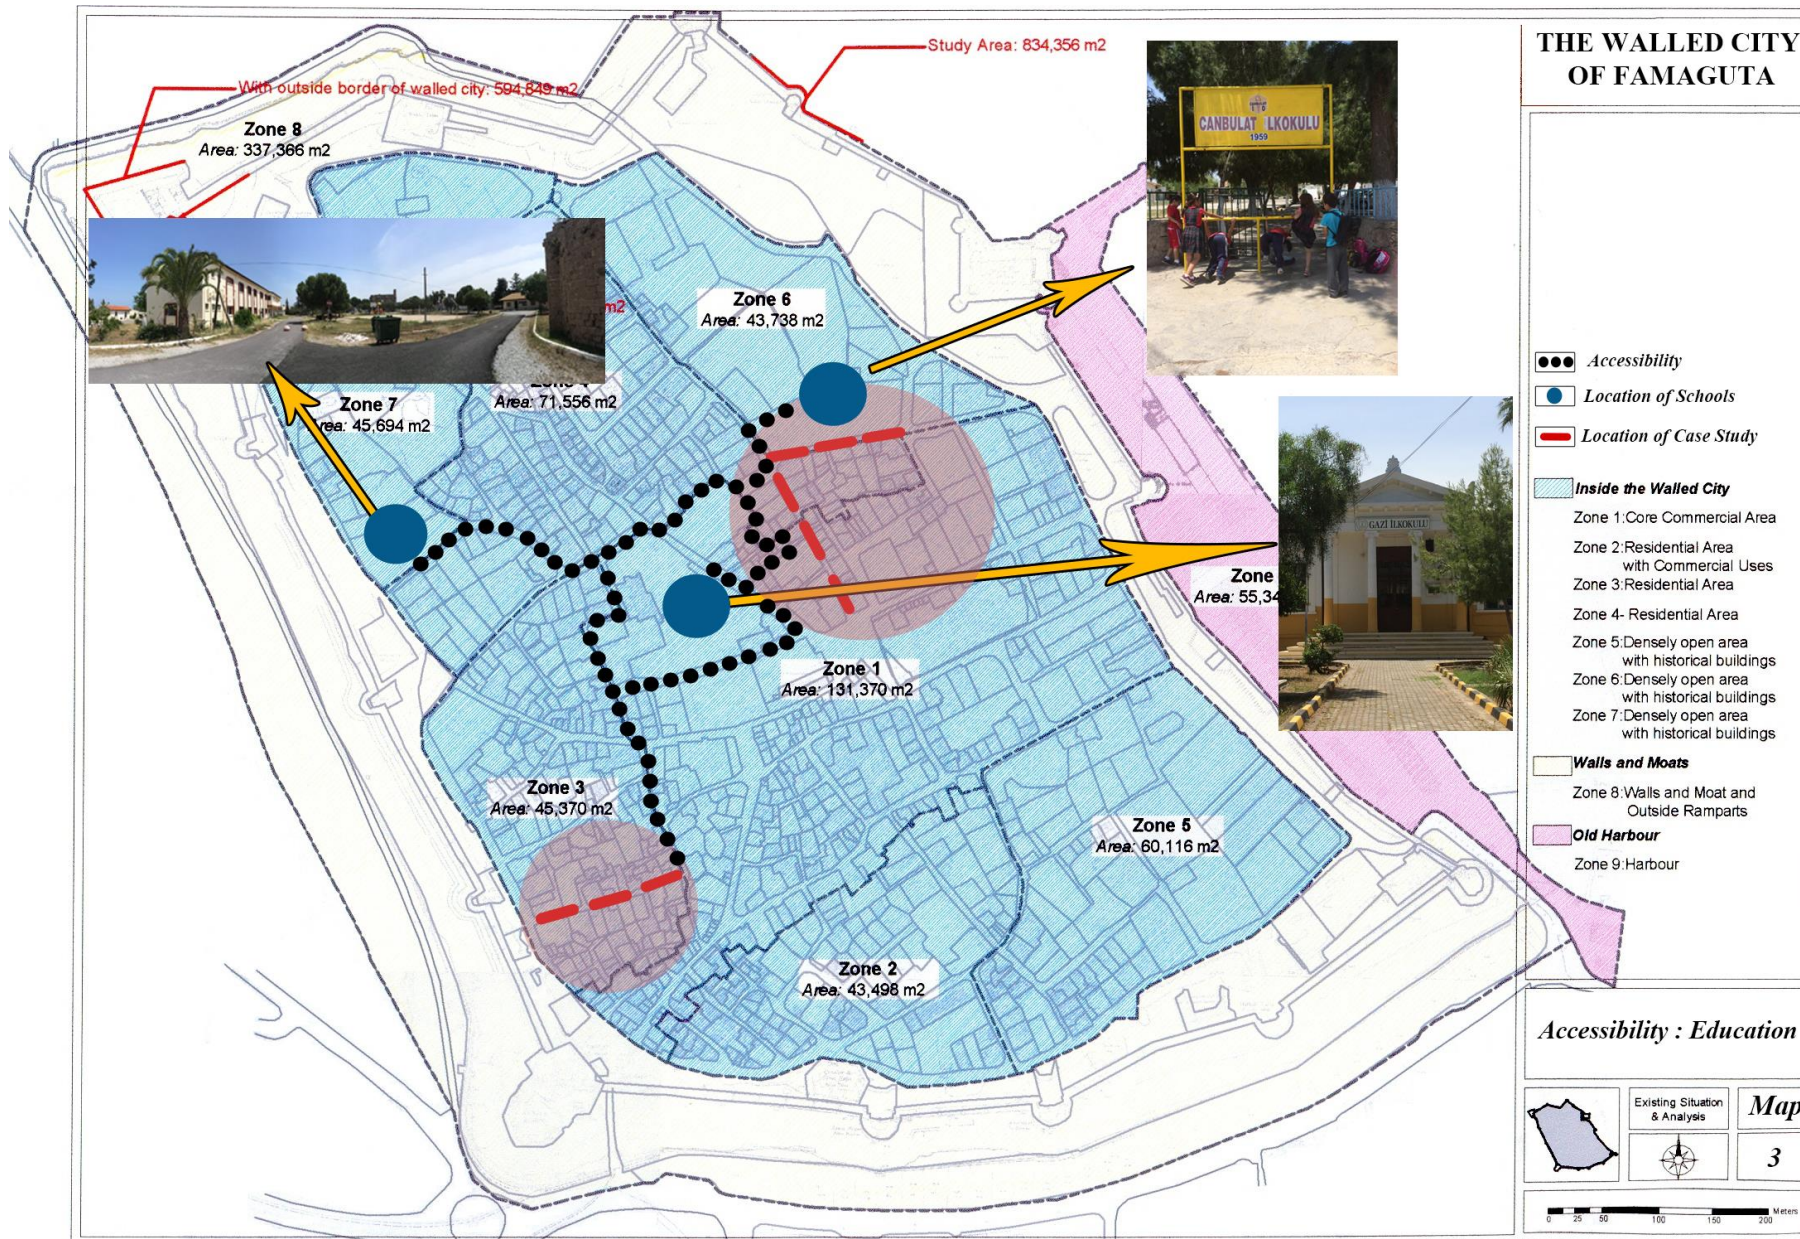 THE WALLED CITY
OF FAMAGUTA
Study Area: 834,356 m2
With outside border of walled city: 594,849 m2
Zone 8
Area: 337,366 m2
CANBULAT İLKOKULU
1959
m2
Zone 6
Area: 43,738 m2
Area: 71,556 m2
Zone 7
rea: 45,694 m2
GAZİ İLKOKULU
Zone
Area: 55,34
Zone 1
Area: 131,370 m2
Zone 3
Area: 45,370 m2
Zone 5
Area: 60,116 m2
Zone 2
Area: 43,498 m2
Accessibility
Location of Schools
Location of Case Study
Inside the Walled City
Zone 1:Core Commercial Area
Zone 2:Residential Area
with Commercial Uses
Zone 3:Residential Area
Zone 4- Residential Area
Zone 5:Densely open area
with historical buildings
Zone 6:Densely open area
with historical buildings
Zone 7:Densely open area
with historical buildings
Walls and Moats
Zone 8:Walls and Moat and
Outside Ramparts
Old Harbour
Zone 9:Harbour
Accessibility : Education
Existing Situation
& Analysis
Map
3
0 25 50 100 150 200 Meters